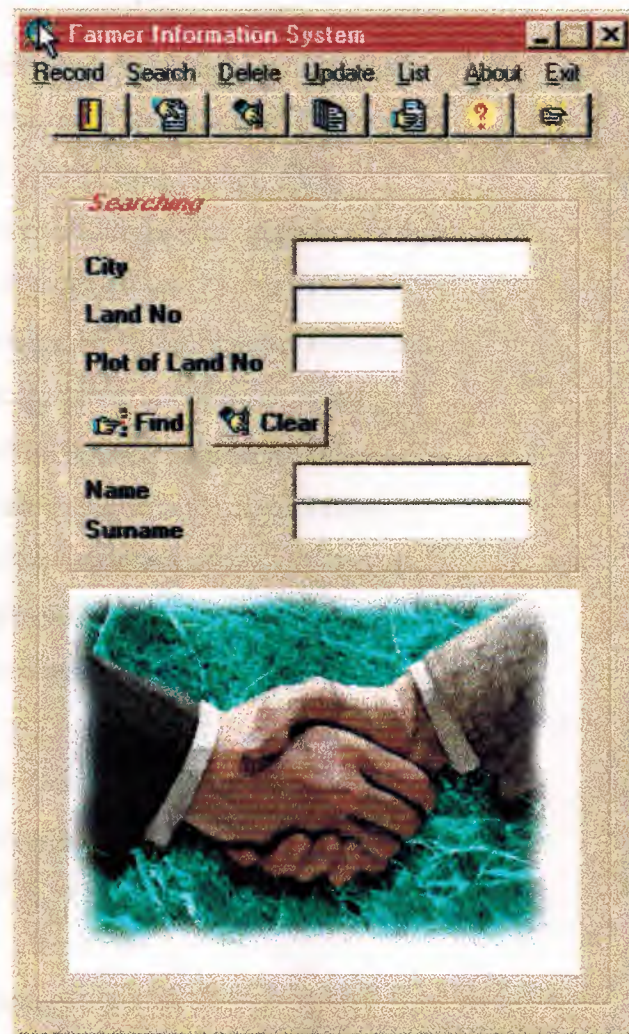 Farmer Information System
Record Search Delete Update List About Exit
Searching
City
Land No
Plot of Land No
Find Clear
Name
Surname